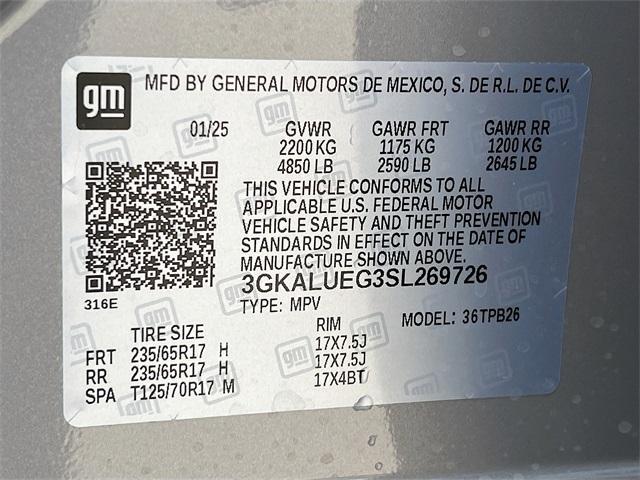 gm
MFD BY GENERAL MOTORS DE MEXICO, S. DE R.L. DE C.V.
01/25 GVWR GAWR FRT GAWR RR
2200 KG 1175 KG 1200 KG
4850 LB 2590 LB 2645 LB
THIS VEHICLE CONFORMS TO ALL
APPLICABLE U.S. FEDERAL MOTOR
VEHICLE SAFETY AND THEFT PREVENTION
STANDARDS IN EFFECT ON THE DATE OF
MANUFACTURE SHOWN ABOVE.
3GKALUEG3SL269726
316E
TYPE: MPV MODEL: 36TPB26
TIRE SIZE RIM
FRT 235/65R17 H 17X7.5J
RR 235/65R17 H 17X7.5J
SPA T125/70R17 M 17X4BT